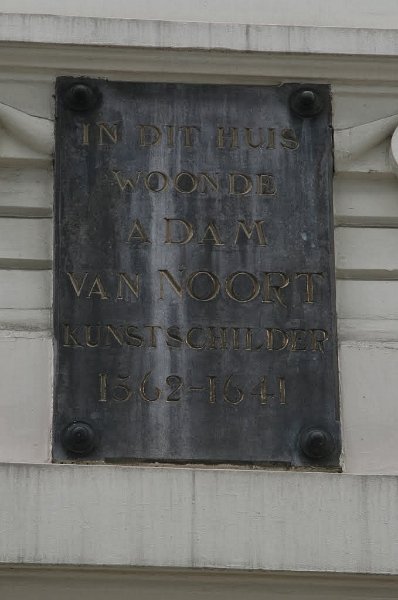 IN DIT HUIS
WOONDE
ADAM
VAN NOORT
KUNSTSCHILDER
1562-1641